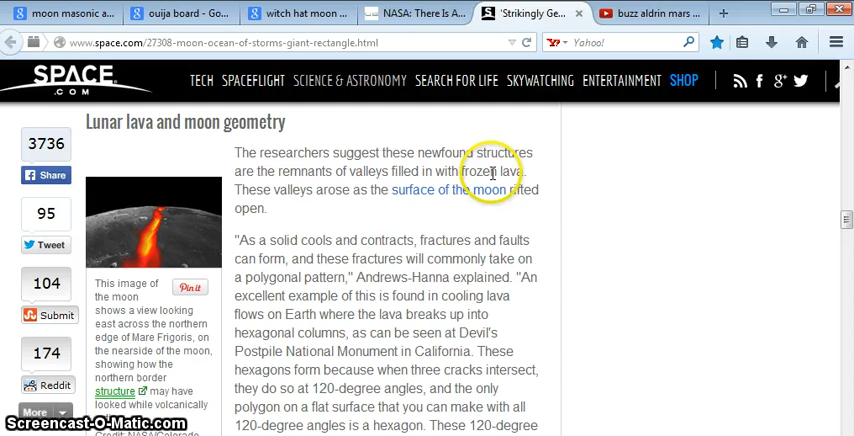 moon masonic a...
ouija board - Go...
witch hat moon ...
NASA: There Is A...
'Strikingly Ge...
buzz aldrin mars ...
www.space.com/27308-moon-ocean-of-storms-giant-rectangle.html
Yahoo!
SPACE
.COM
TECH SPACEFLIGHT SCIENCE & ASTRONOMY SEARCH FOR LIFE SKYWATCHING ENTERTAINMENT SHOP
3736
Share
95
Tweet
104
Submit
174
Reddit
More
Lunar lava and moon geometry
This image of
the moon
Pin it
shows a view looking
east across the northern
edge of Mare Frigoris, on
the nearside of the moon,
showing how the
northern border
structure may have
looked while volcanically
Credit: NASA/Colorado
The researchers suggest these newfound structures
are the remnants of valleys filled in with frozen lava.
These valleys arose as the surface of the moon rifted
open.
"As a solid cools and contracts, fractures and faults
can form, and these fractures will commonly take on
a polygonal pattern," Andrews-Hanna explained. "An
excellent example of this is found in cooling lava
flows on Earth where the lava breaks up into
hexagonal columns, as can be seen at Devil's
Postpile National Monument in California. These
hexagons form because when three cracks intersect,
they do so at 120-degree angles, and the only
polygon on a flat surface that you can make with all
120-degree angles is a hexagon. These 120-degree
Screencast-O-Matic.com